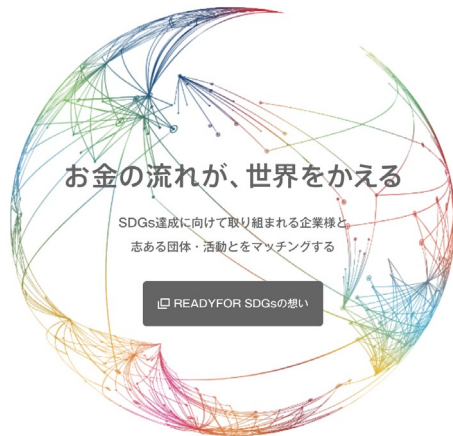 お金の流れが、世界をかえる
SDGs達成に向けて取り組まれる企業様と
志ある団体・活動とをマッチングする
READYFOR SDGsの想い